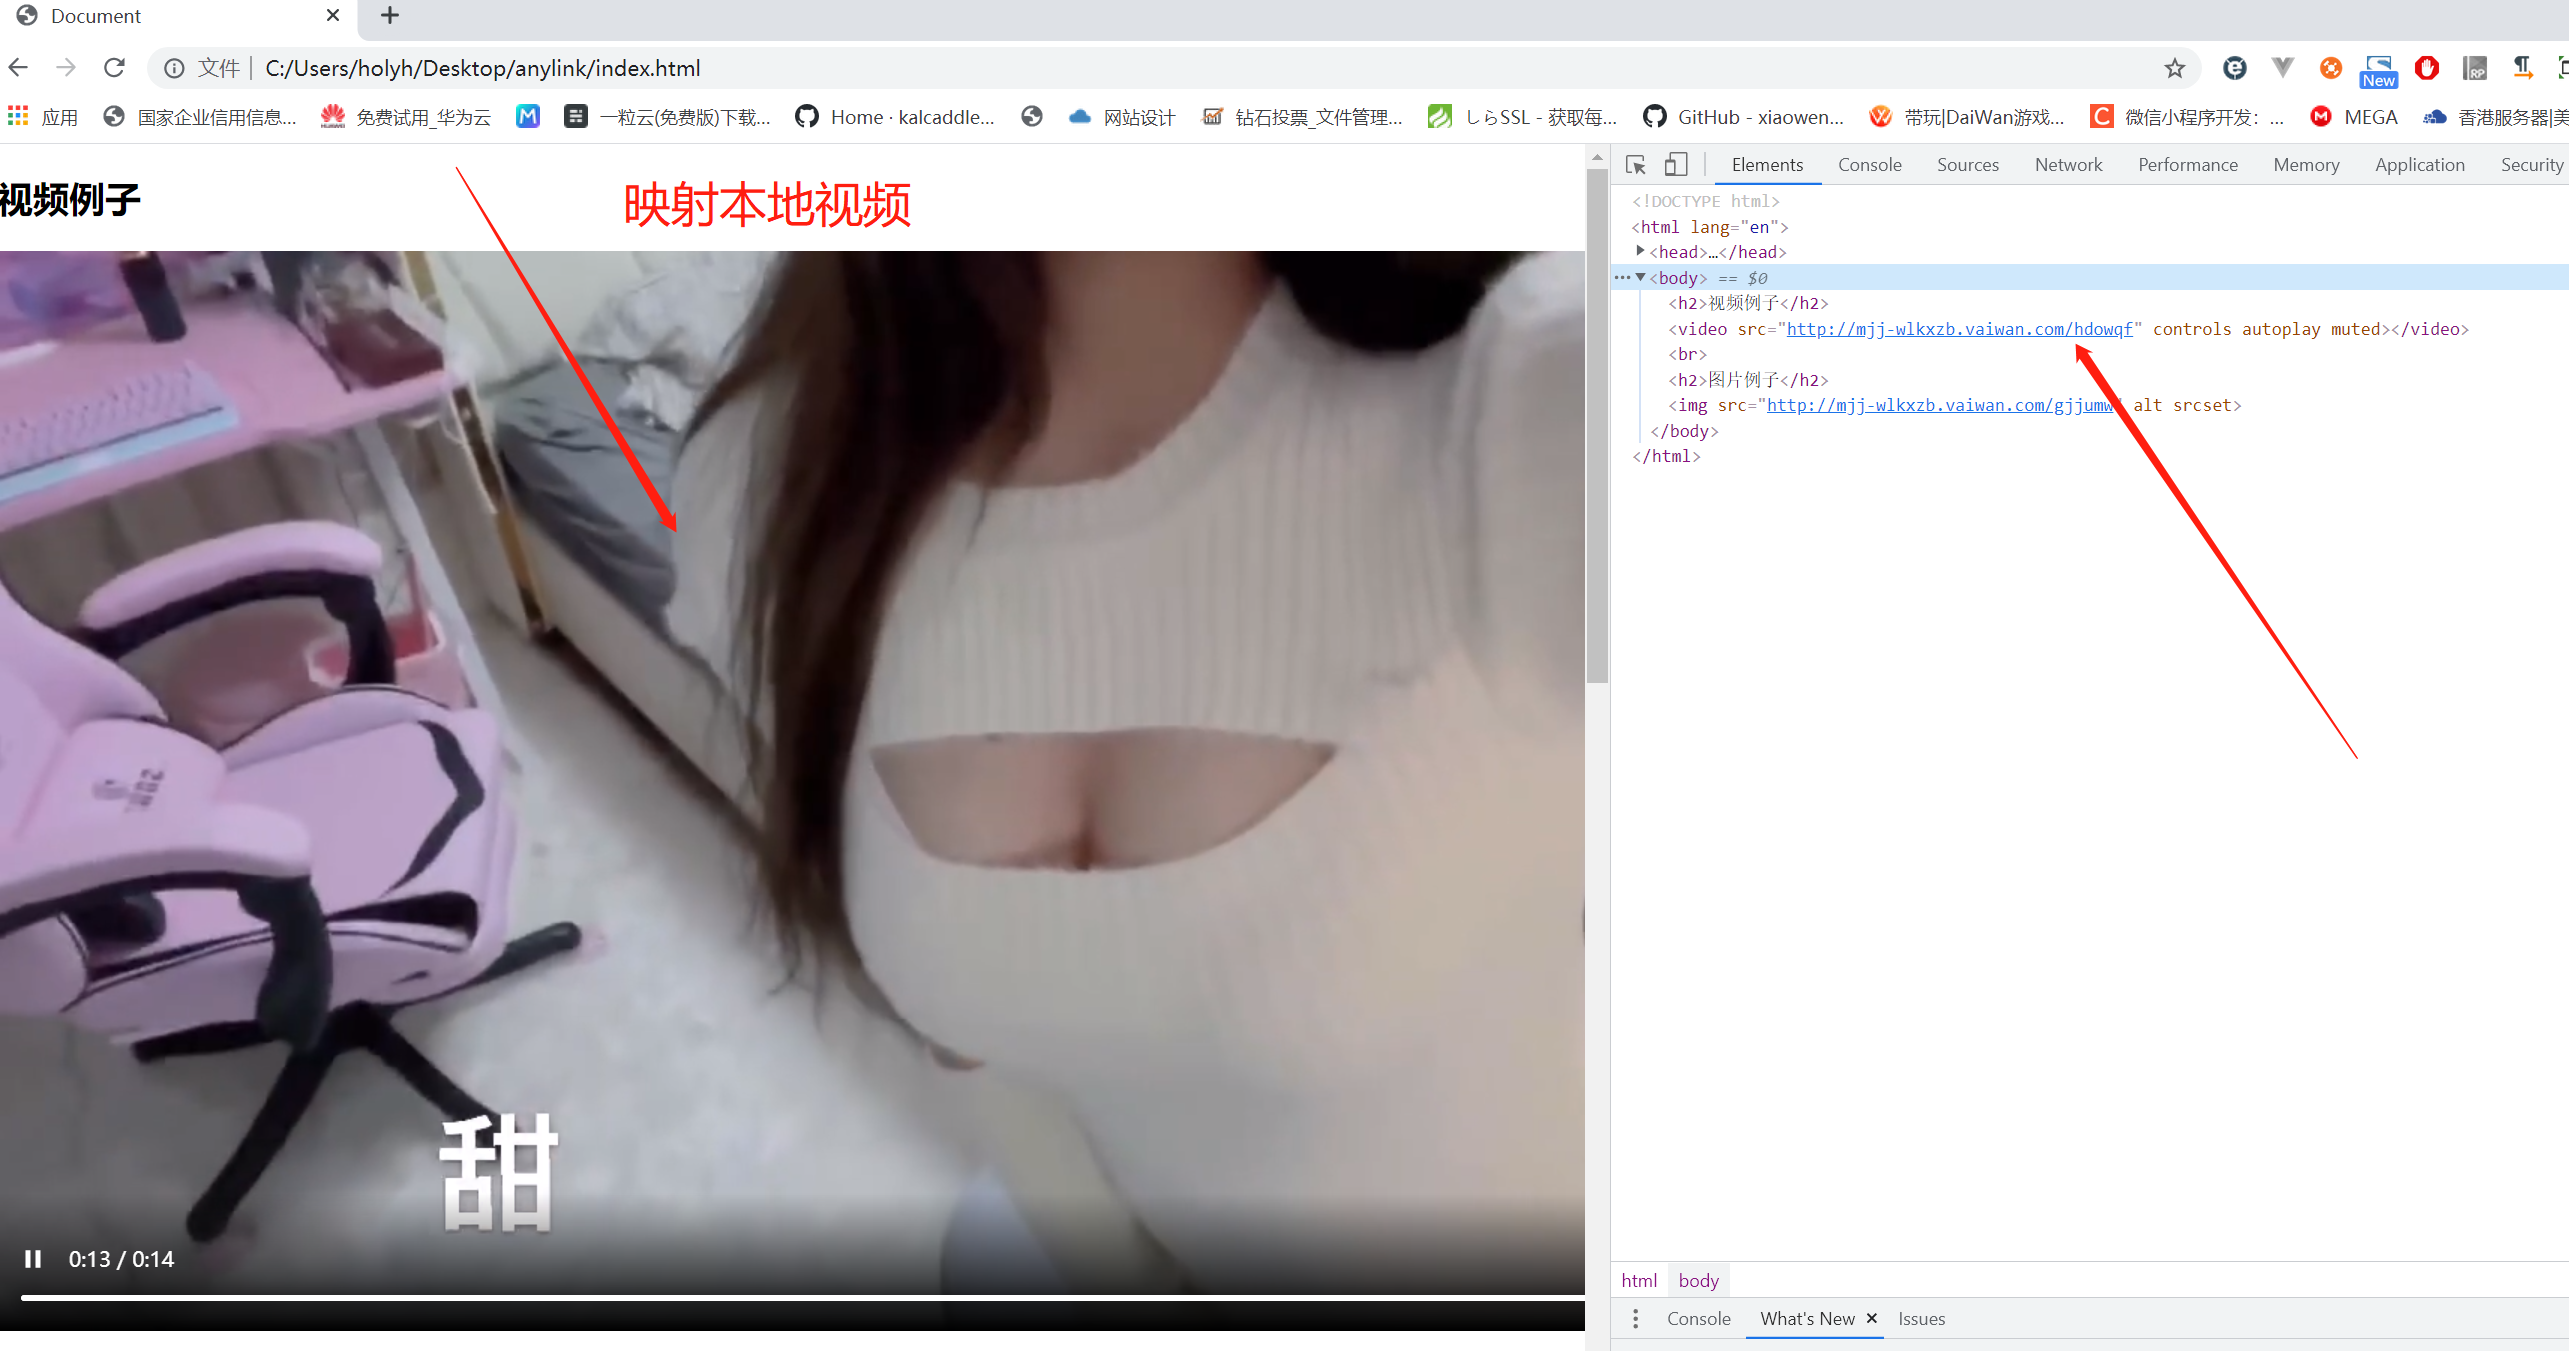 Document
文件
C:/Users/holyh/Desktop/anylink/index.html
New
应用
国家企业信用信息...
免费试用_华为云
一粒云(免费版)下载...
Home · kalcaddle...
网站设计
钻石投票_文件管理...
しらSSL - 获取每...
GitHub - xiaowen...
带玩|DaiWan游戏...
微信小程序开发：...
MEGA
香港服务器|美
视频例子
映射本地视频
甜
0:13 / 0:14
Elements Console Sources Network Performance Memory Application Security
<!DOCTYPE html>
<html lang="en">
<head>…</head>
<body> == $0
<h2>视频例子</h2>
<video src="http://mjj-wlkxzb.vaiwan.com/hdowqf" controls autoplay muted></video>
<br>
<h2>图片例子</h2>
<img src="http://mjj-wlkxzb.vaiwan.com/gjjumw" alt srcset>
</body>
</html>
html body
Console What's New Issues